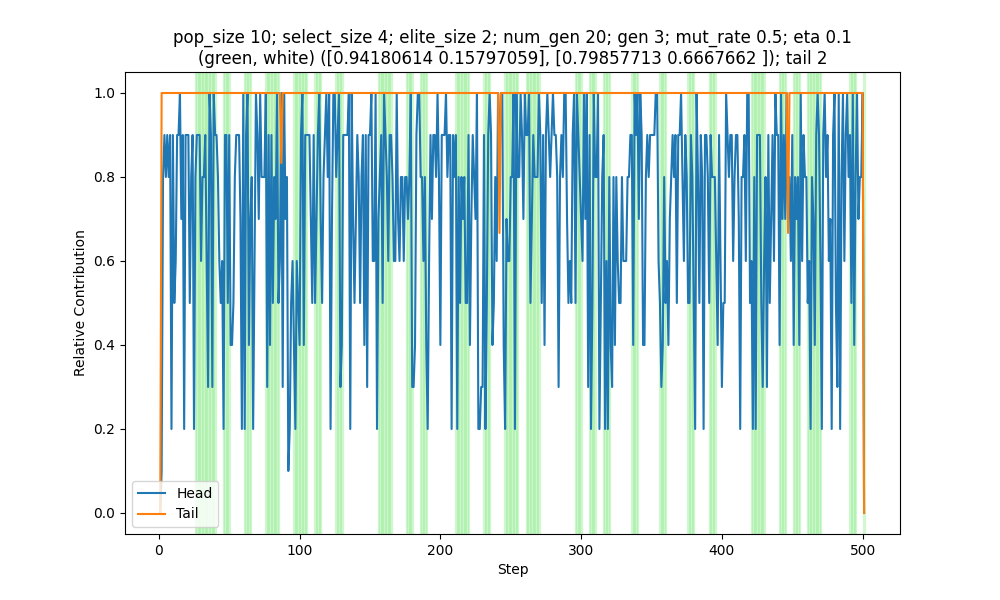 pop_size 10; select_size 4; elite_size 2; num_gen 20; gen 3; mut_rate 0.5; eta 0.1
(green, white) ([0.94180614 0.15797059], [0.79857713 0.6667662 ]); tail 2
1.0
0.8
0.6
0.4
0.2
0.0
Relative Contribution
Head
Tail
0
100
200
300
400
500
Step